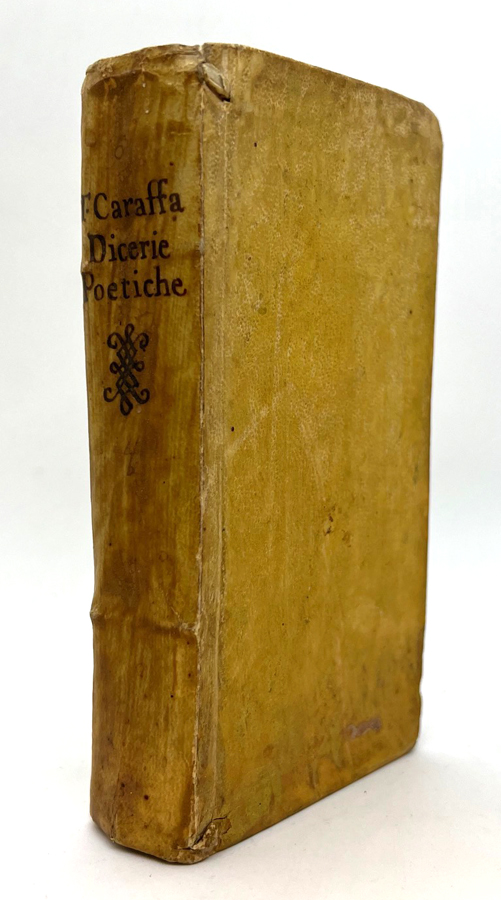 F. Caraffa
Dicerie
Poetiche